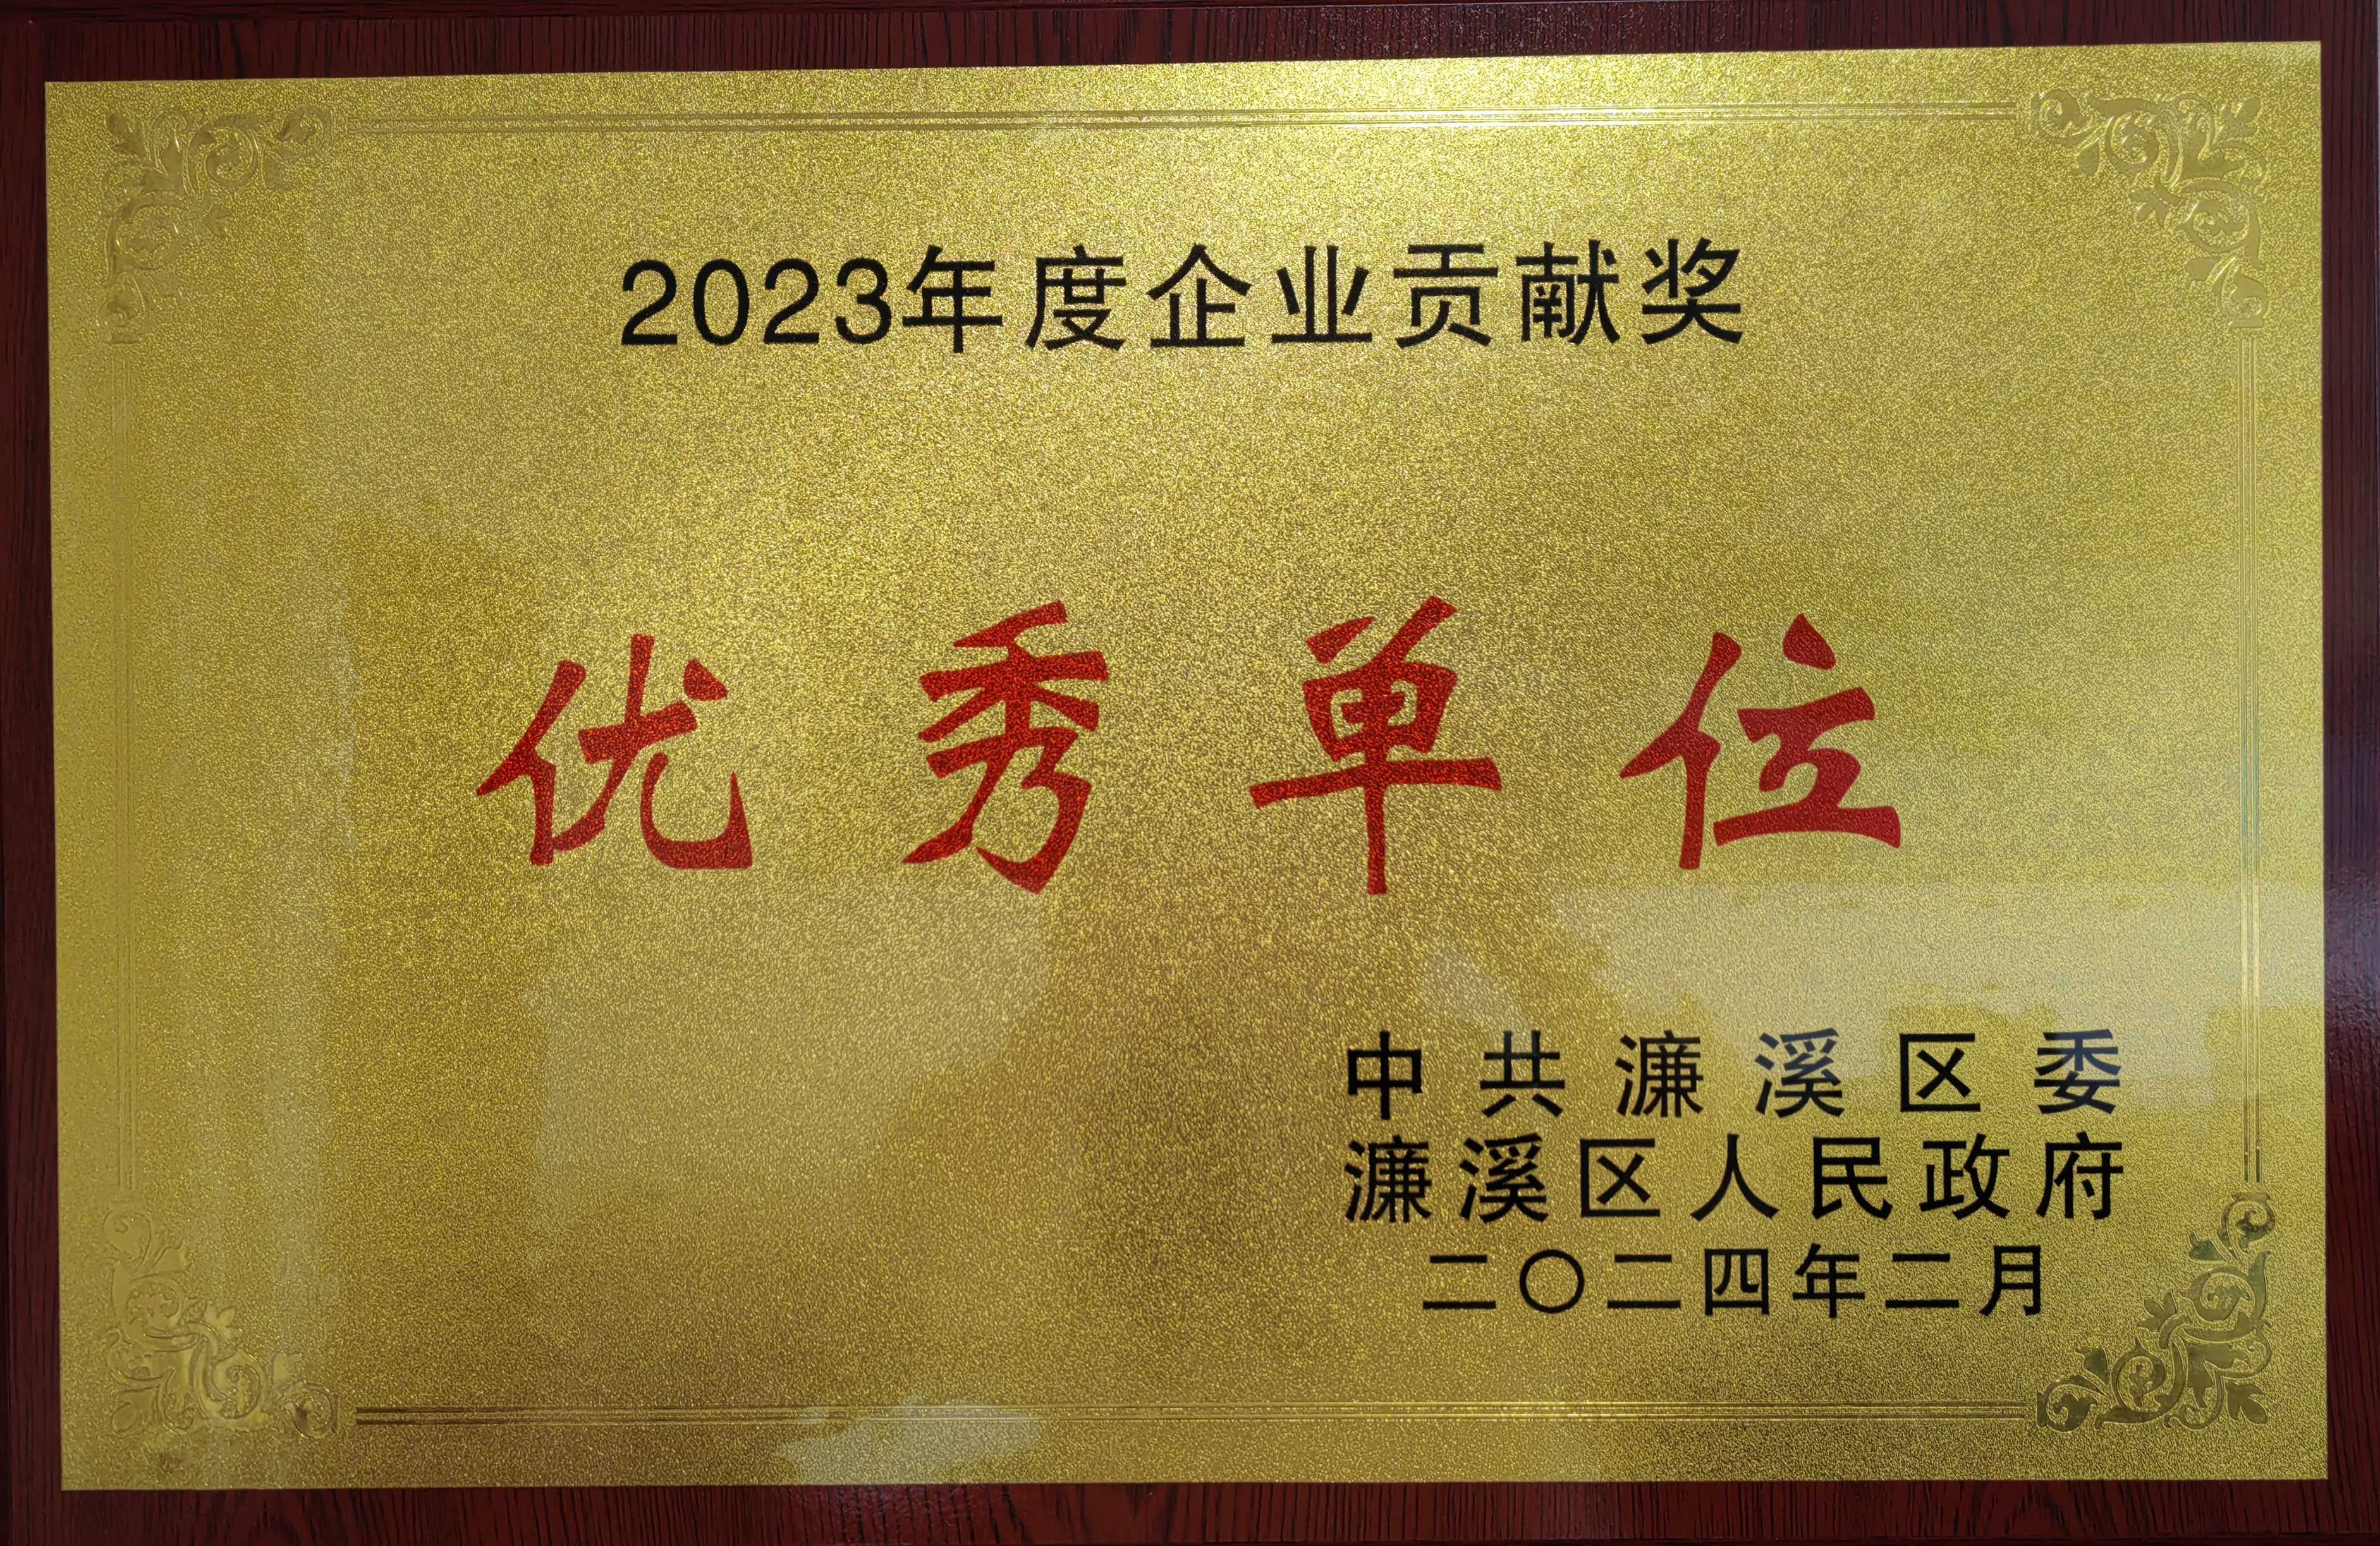 2023年度企业贡献奖
优秀单位
中共濂溪区委
濂溪区人民政府
二〇二四年二月